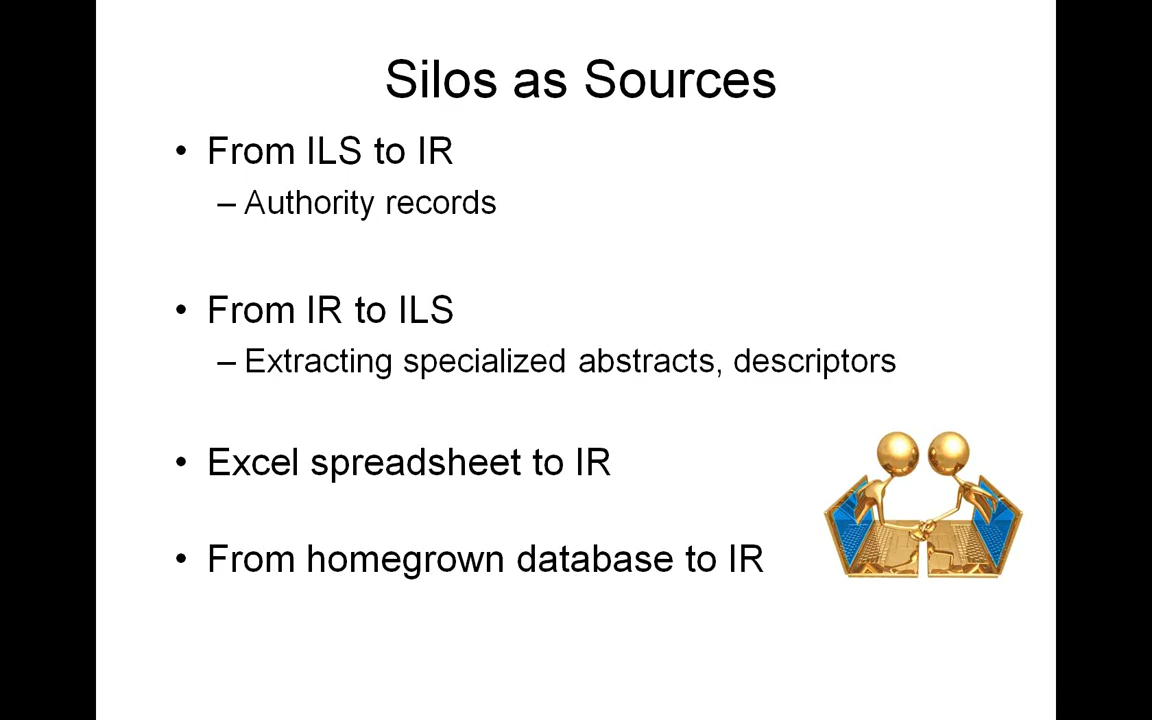 Silos as Sources
• From ILS to IR
– Authority records
• From IR to ILS
– Extracting specialized abstracts, descriptors
• Excel spreadsheet to IR
• From homegrown database to IR